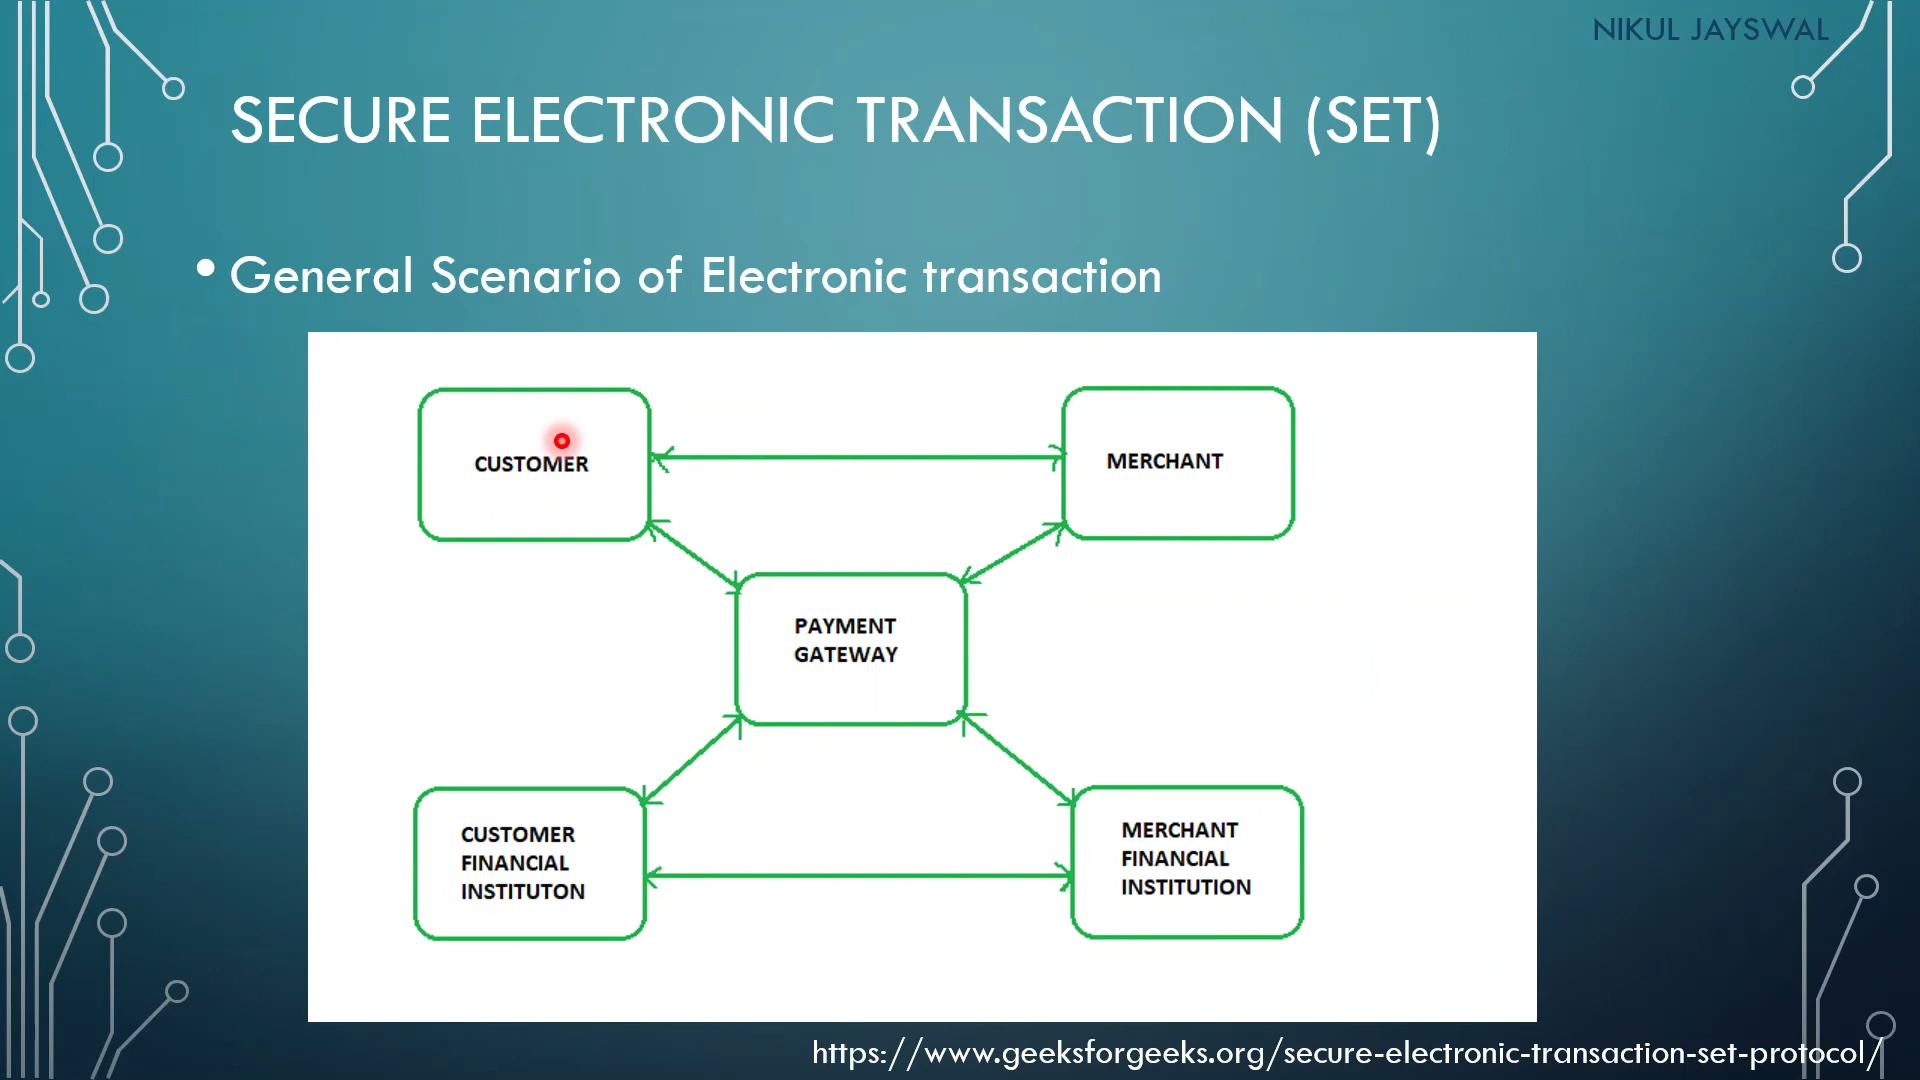 NIKUL JAYSWAL
SECURE ELECTRONIC TRANSACTION (SET)
• General Scenario of Electronic transaction
CUSTOMER
MERCHANT
PAYMENT
GATEWAY
CUSTOMER
FINANCIAL
INSTITUTON
MERCHANT
FINANCIAL
INSTITUTION
https://www.geeksforgeeks.org/secure-electronic-transaction-set-protocol/